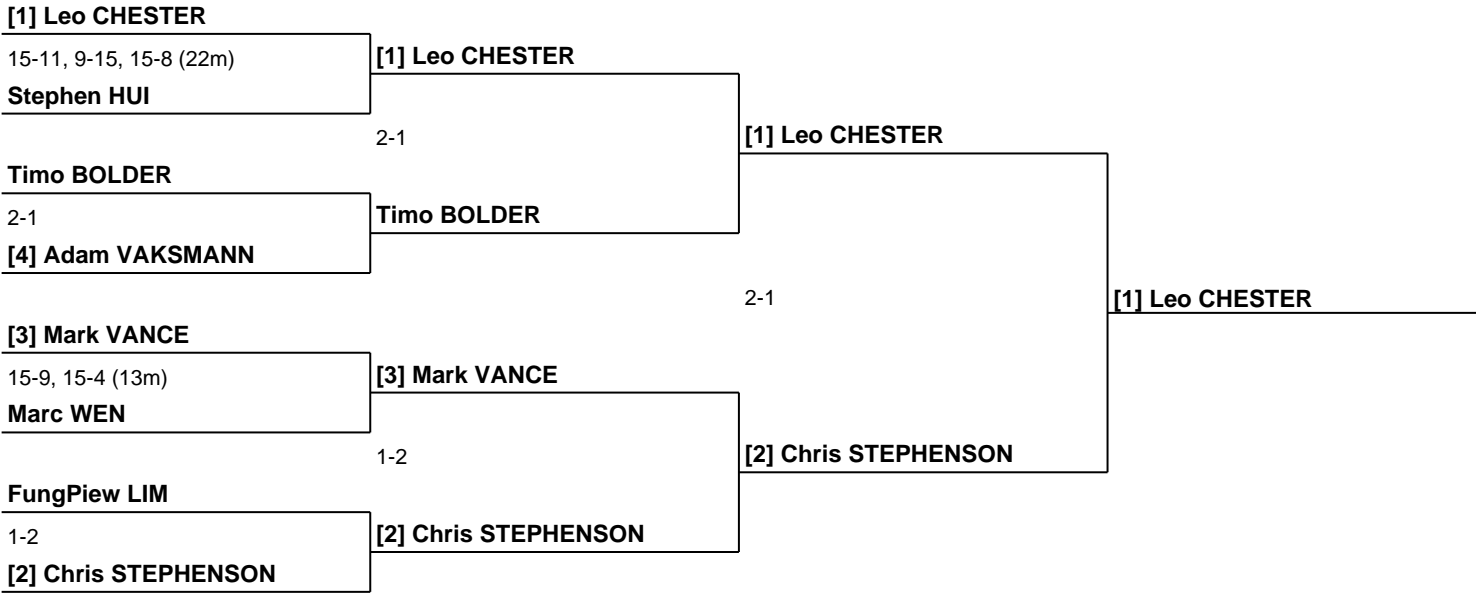 [1] Leo CHESTER
15-11, 9-15, 15-8 (22m)
[1] Leo CHESTER
Stephen HUI
2-1
[1] Leo CHESTER
Timo BOLDER
2-1
Timo BOLDER
[4] Adam VAKSMANN
2-1
[1] Leo CHESTER
[3] Mark VANCE
15-9, 15-4 (13m)
[3] Mark VANCE
Marc WEN
1-2
[2] Chris STEPHENSON
FungPiew LIM
1-2
[2] Chris STEPHENSON
[2] Chris STEPHENSON